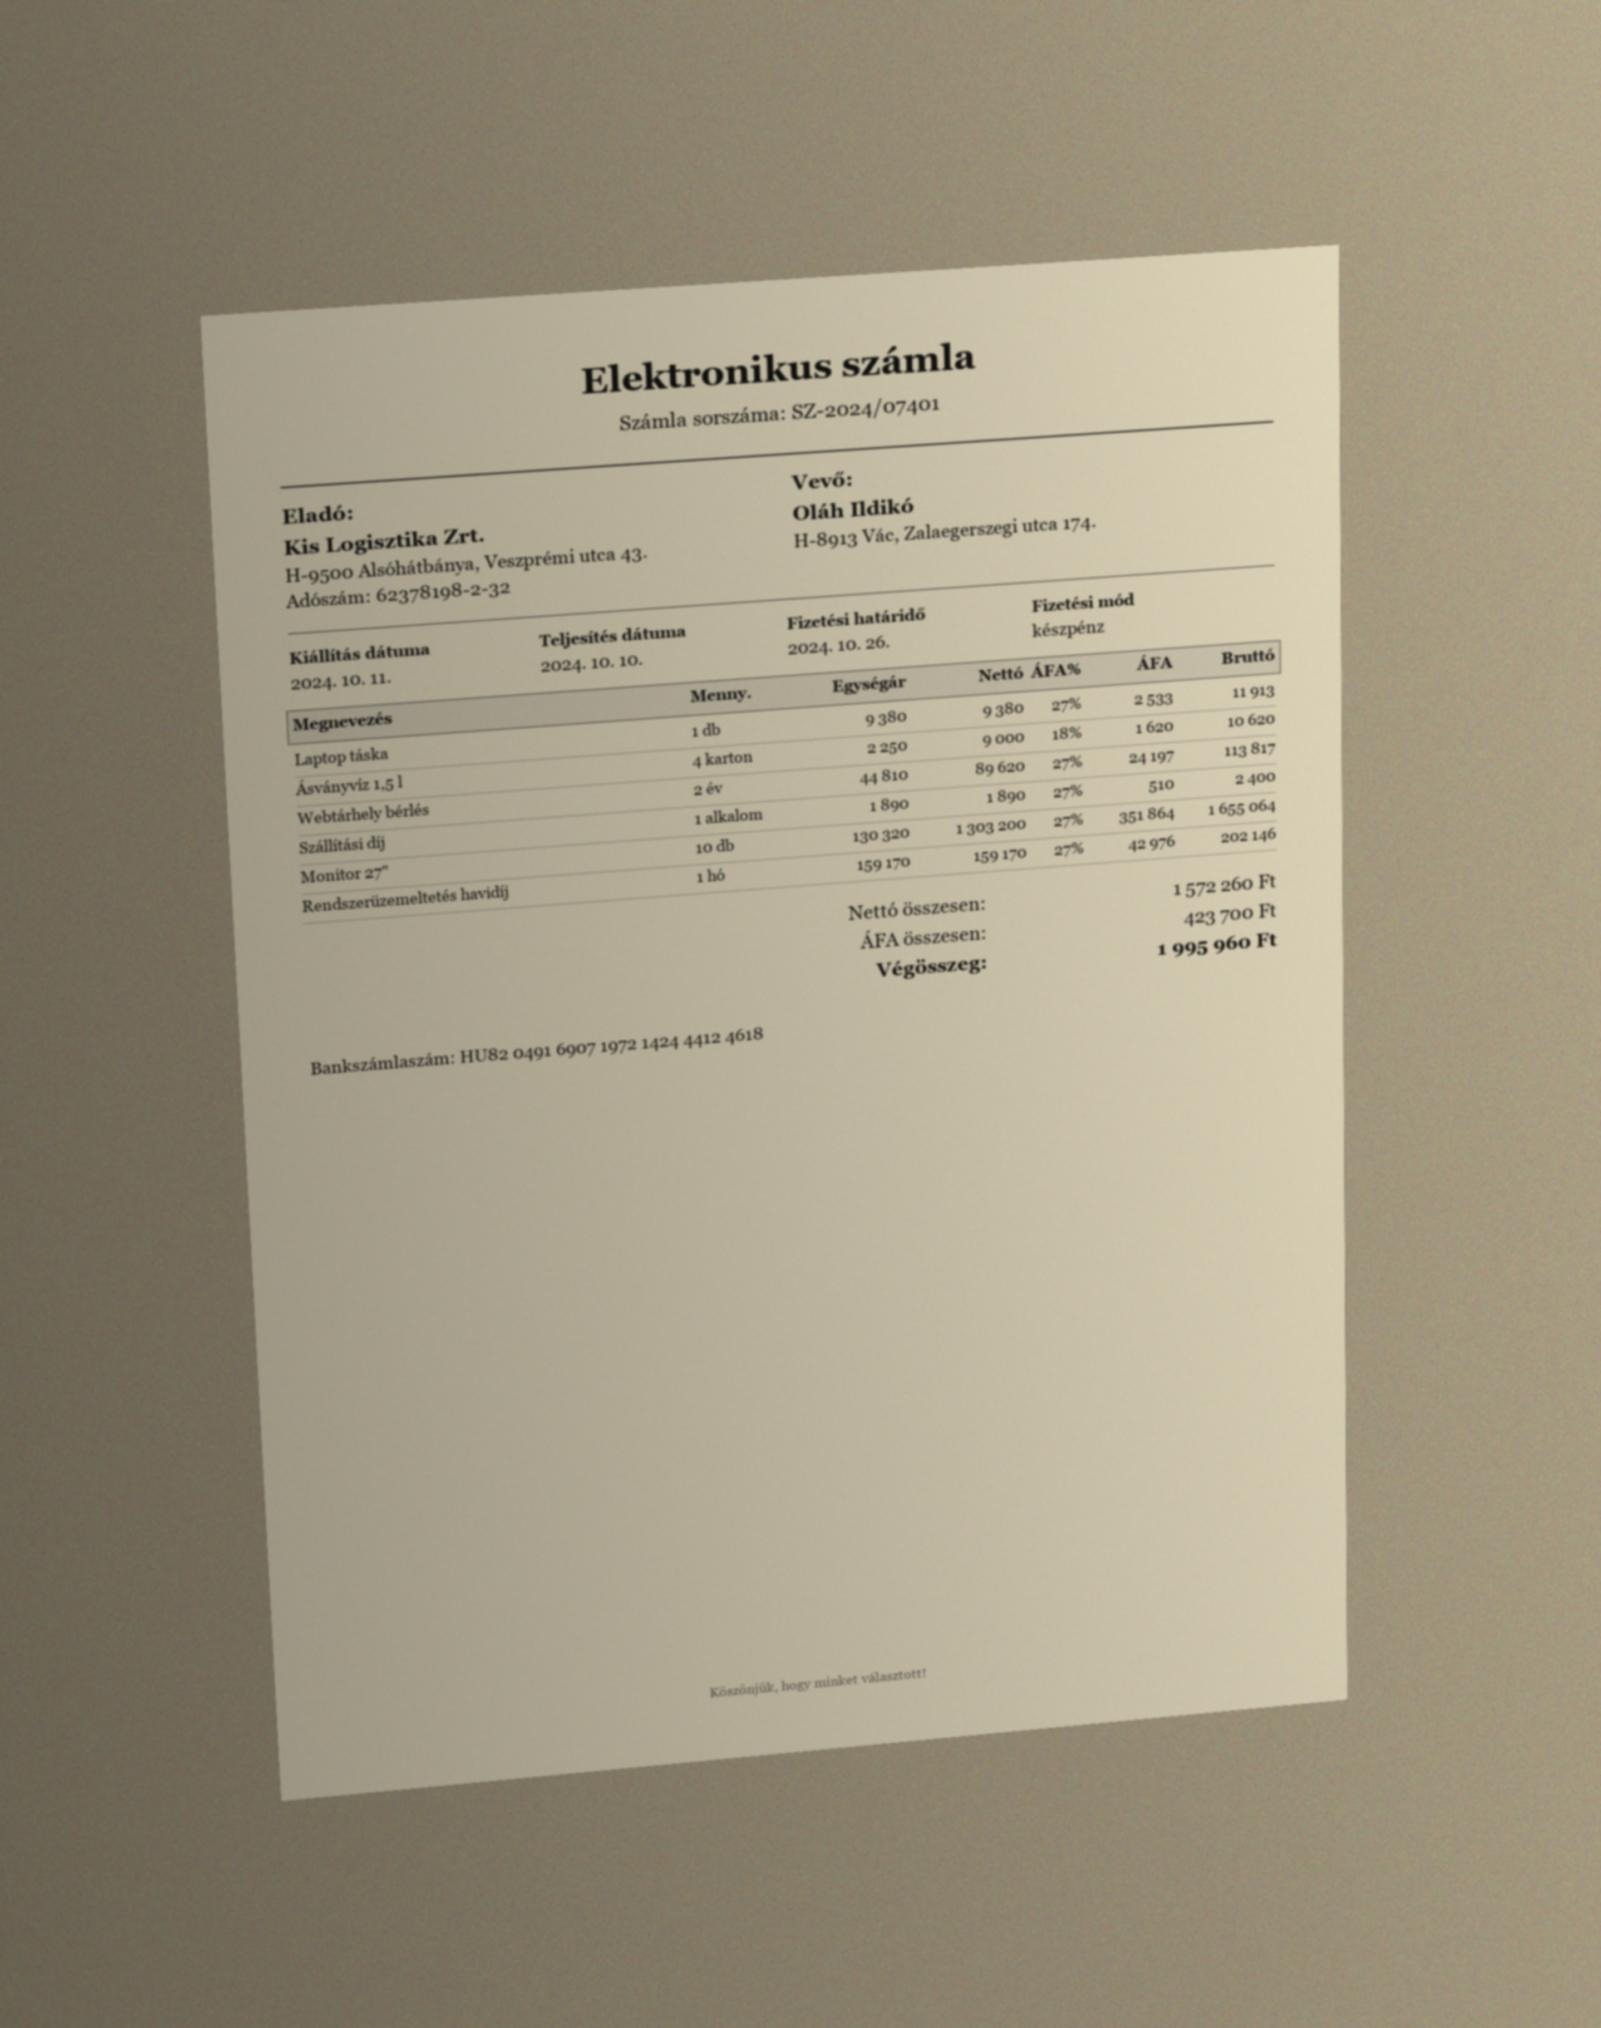 Elektronikus számla
Számla sorszáma: SZ-2024/07401
Eladó:
Kis Logisztika Zrt.
H-9500 Alsóhátbánya, Veszprémi utca 43.
Adószám: 62378198-2-32
Vevő:
Oláh Ildikó
H-8913 Vác, Zalaegerszegi utca 174.
Kiállítás dátuma Teljesítés dátuma Fizetési határidő Fizetési mód
2024. 10. 11. 2024. 10. 10. 2024. 10. 26. készpénz
Megnevezés Menny. Egységár Nettó ÁFA% ÁFA Bruttó
Laptop táska 1 db 9 380 9 380 27% 2 533 11 913
Ásványvíz 1,5 l 4 karton 2 250 9 000 18% 1 620 10 620
Webtárhely bérlés 2 év 44 810 89 620 27% 24 197 113 817
Szállítási díj 1 alkalom 1 890 1 890 27% 510 2 400
Monitor 27" 10 db 130 320 1 303 200 27% 351 864 1 655 064
Rendszerüzemeltetés havidíj 1 hó 159 170 159 170 27% 42 976 202 146
Nettó összesen: 1 572 260 Ft
ÁFA összesen: 423 700 Ft
Végösszeg: 1 995 960 Ft
Bankszámlaszám: HU82 0491 6907 1972 1424 4412 4618
Köszönjük, hogy minket választott!